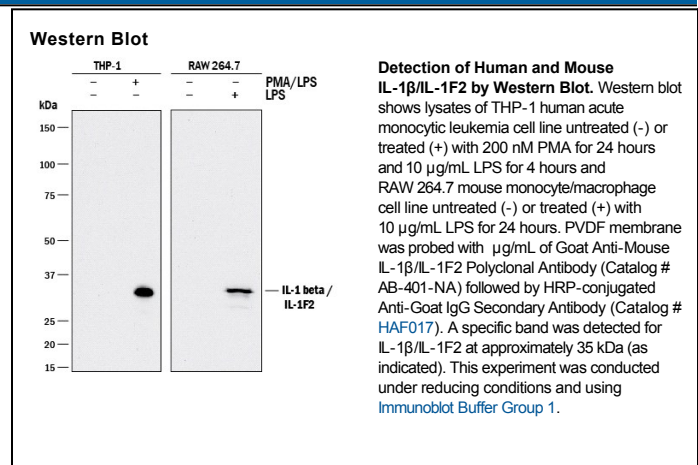 Western Blot
THP-1 RAW 264.7
– + – – PMA/LPS
– – – + LPS
kDa
150
100
75
50
37
25
20
15
IL-1 beta /
IL-1F2
Detection of Human and Mouse
IL-1β/IL-1F2 by Western Blot. Western blot
shows lysates of THP-1 human acute
monocytic leukemia cell line untreated (-) or
treated (+) with 200 nM PMA for 24 hours
and 10 µg/mL LPS for 4 hours and
RAW 264.7 mouse monocyte/macrophage
cell line untreated (-) or treated (+) with
10 µg/mL LPS for 24 hours. PVDF membrane
was probed with µg/mL of Goat Anti-Mouse
IL-1β/IL-1F2 Polyclonal Antibody (Catalog #
AB-401-NA) followed by HRP-conjugated
Anti-Goat IgG Secondary Antibody (Catalog #
HAF017). A specific band was detected for
IL-1β/IL-1F2 at approximately 35 kDa (as
indicated). This experiment was conducted
under reducing conditions and using
Immunoblot Buffer Group 1.